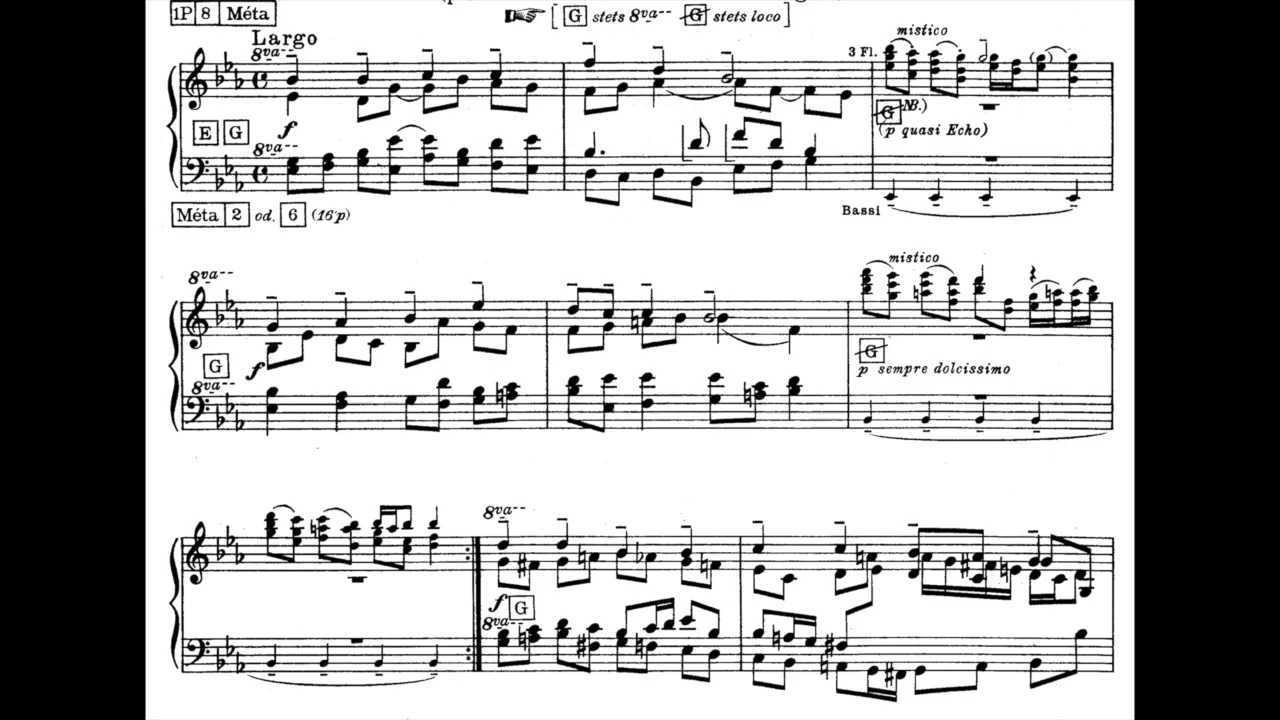 1P 8 Méta
[ G stets 8va-- G stets loco ]
Largo
8va--
mistico
3 Fl.
f
E G
G NB.)
(p quasi Echo)
8va--
Méta 2 od. 6 (16'p)
Bassi
8va--
mistico
G
f
8va--
G
p sempre dolcissimo
8va--
f G
8va--